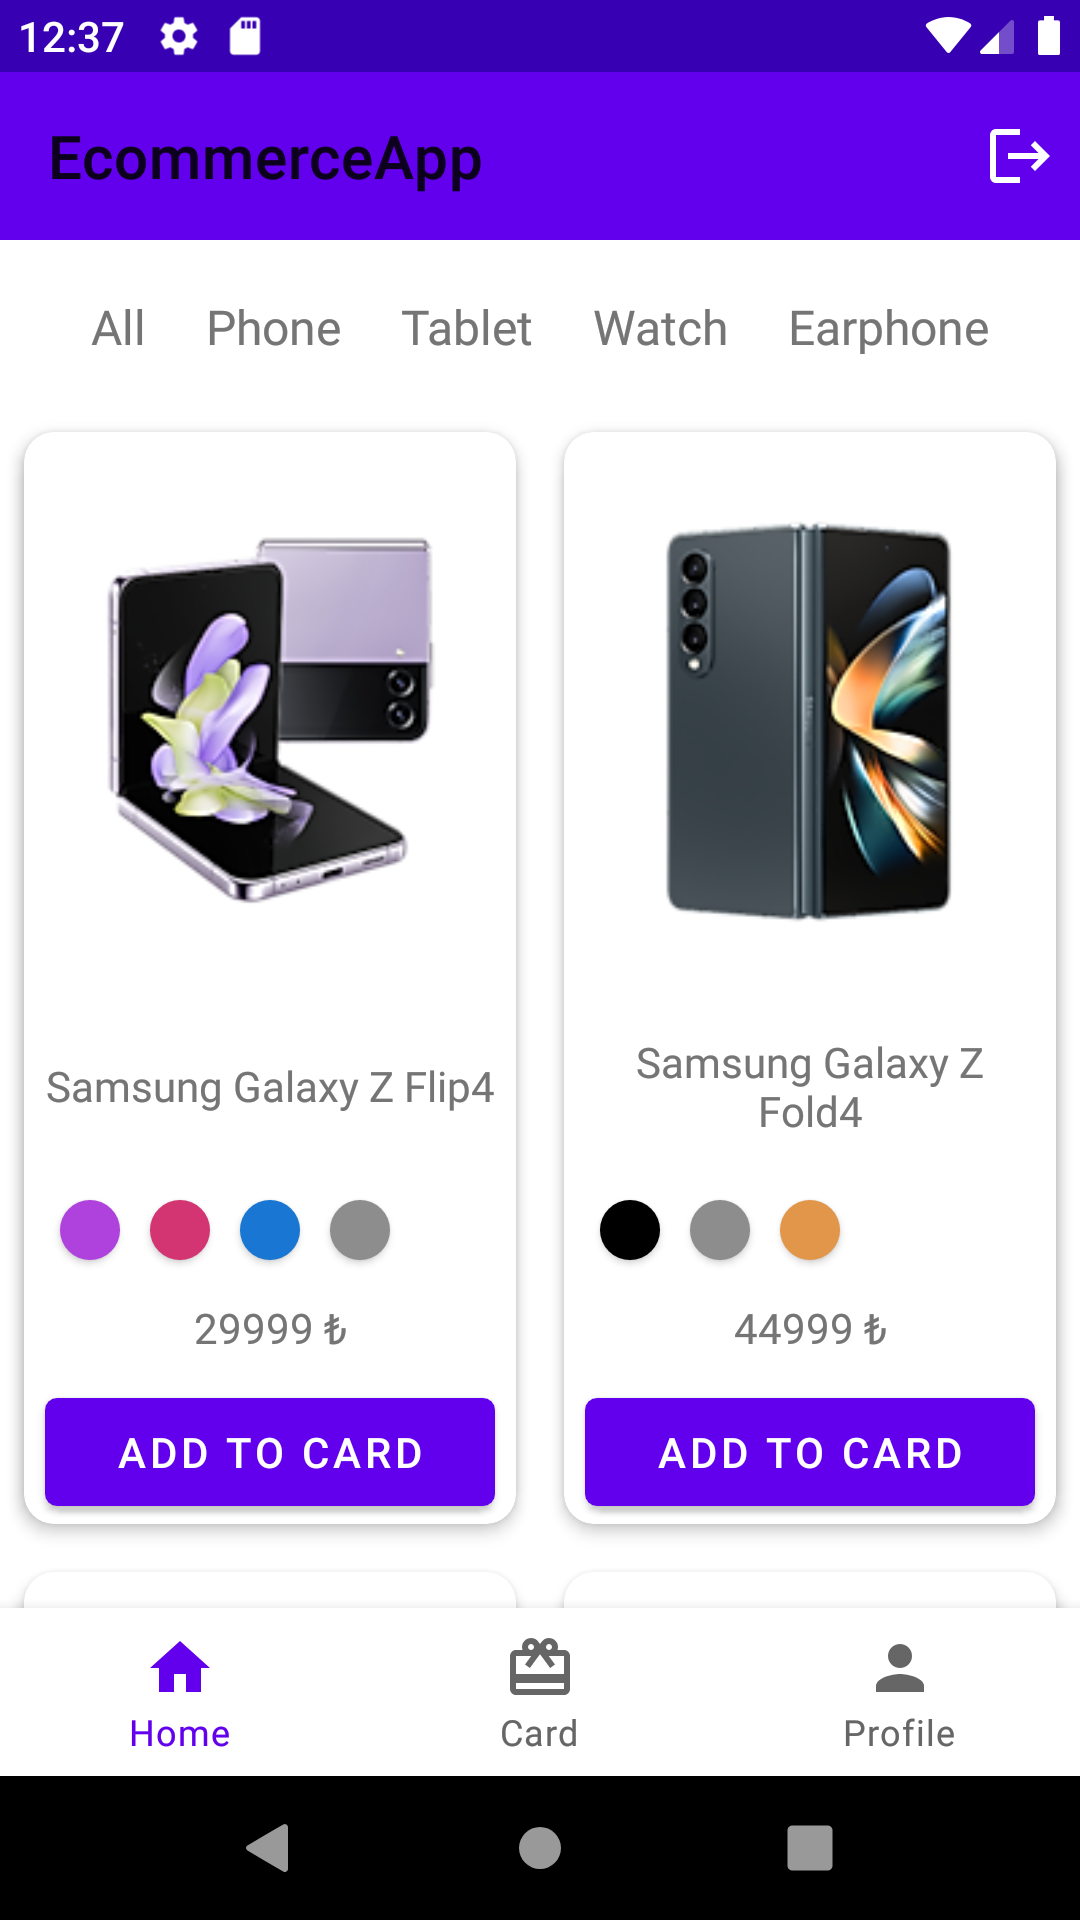 12:37
EcommerceApp
All Phone Tablet Watch Earphone
Samsung Galaxy Z Flip4
Samsung Galaxy Z
Fold4
29999 ₺
44999 ₺
ADD TO CARD
ADD TO CARD
Home
Card
Profile